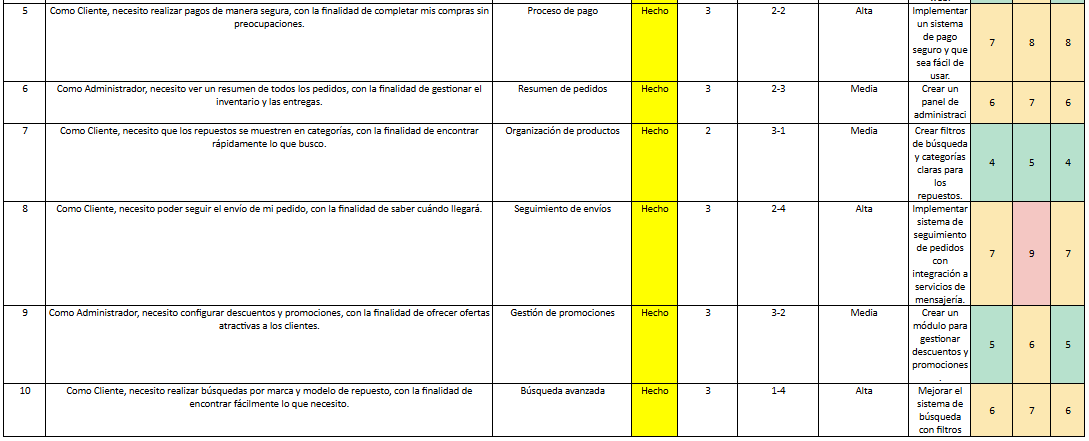 5 Como Cliente, necesito realizar pagos de manera segura, con la finalidad de completar mis compras sin preocupaciones. Proceso de pago Hecho 3 2-2 Alta Implementar un sistema de pago seguro y que sea fácil de usar. 7 8 8
6 Como Administrador, necesito ver un resumen de todos los pedidos, con la finalidad de gestionar el inventario y las entregas. Resumen de pedidos Hecho 3 2-3 Media Crear un panel de administraci 6 7 6
7 Como Cliente, necesito que los repuestos se muestren en categorías, con la finalidad de encontrar rápidamente lo que busco. Organización de productos Hecho 2 3-1 Media Crear filtros de búsqueda y categorías claras para los repuestos. 4 5 4
8 Como Cliente, necesito poder seguir el envío de mi pedido, con la finalidad de saber cuándo llegará. Seguimiento de envíos Hecho 3 2-4 Alta Implementar sistema de seguimiento de pedidos con integración a servicios de mensajería. 7 9 7
9 Como Administrador, necesito configurar descuentos y promociones, con la finalidad de ofrecer ofertas atractivas a los clientes. Gestión de promociones Hecho 3 3-2 Media Crear un módulo para gestionar descuentos y promociones . 5 6 5
10 Como Cliente, necesito realizar búsquedas por marca y modelo de repuesto, con la finalidad de encontrar fácilmente lo que necesito. Búsqueda avanzada Hecho 3 1-4 Alta Mejorar el sistema de búsqueda con filtros 6 7 6